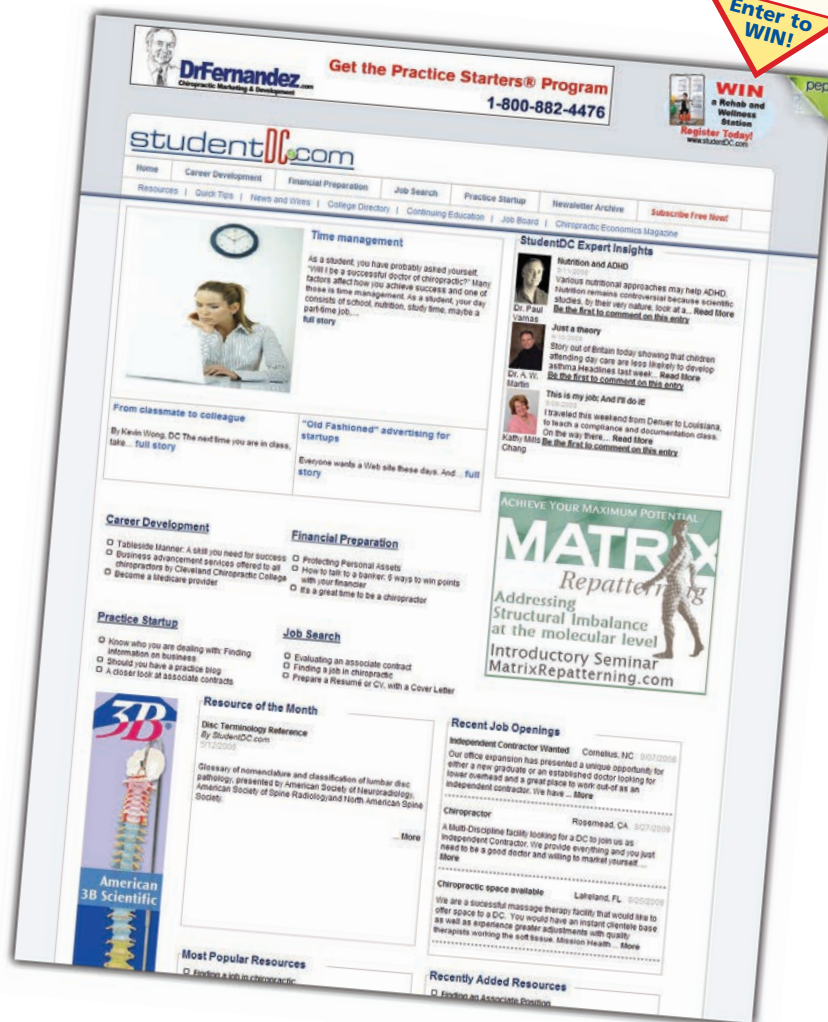 Enter to
WIN!
DrFernandez.com
Chiropractic Marketing & Development
Get the Practice Starters® Program
1-800-882-4476
WIN
a Rehab and
Wellness
Station
Register Today!
www.studentDC.com
studentDC.com
Home
Career Development
Financial Preparation
Job Search
Practice Startup
Newsletter Archive
Subscribe Free Now!
Resources | Quick Tips | News and Wires | College Directory | Continuing Education | Job Board | Chiropractic Economics Magazine
Time management
As a student, you have probably asked yourself,
"Will I be a successful doctor of chiropractic?" Many
factors affect how you achieve success and one of
those is time management. As a student, your day
consists of school, nutrition, study time, maybe a
part-time job,...
full story
From classmate to colleague
By Kevin Wong, DC The next time you are in class,
take... full story
"Old Fashioned" advertising for
startups
Everyone wants a Web site these days. And... full
story
StudentDC Expert Insights
Dr. Paul
Varnas
Nutrition and ADHD
Various nutritional approaches may help ADHD.
Nutrition remains controversial because scientific
studies, by their very nature, look at a... Read More
Be the first to comment on this entry
Dr. A. W.
Martin
Just a theory
Story out of Britain today showing that children
attending day care are less likekely to develop
asthma.Headlines last week... Read More
Be the first to comment on this entry
Kathy Mills
Chang
This is my job; And I'll do it!
I traveled this weekend from Denver to Louisiana,
to teach a compliance and documentation class.
On the way there... Read More
Be the first to comment on this entry
Career Development
Tableside Manner: A skill you need for success
Business advancement services offered to all
chiropractors by Cleveland Chiropractic College
Become a Medicare provider
Financial Preparation
Protecting Personal Assets
How to talk to a banker: 6 ways to win points
with your financier
It's a great time to be a chiropractor
Practice Startup
Know who you are dealing with: Finding
information on business
Should you have a practice blog
A closer look at associate contracts
Job Search
Evaluating an associate contract
Finding a job in chiropractic
Prepare a Resumé or CV, with a Cover Letter
ACHIEVE YOUR MAXIMUM POTENTIAL
MATRIX
Repatterning
Addressing
Structural Imbalance
at the molecular level
Introductory Seminar
MatrixRepatterning.com
3B®
American
3B Scientific
Resource of the Month
Disc Terminology Reference
By StudentDC.com
5/12/2008
Glossary of nomenclature and classification of lumbar disc
pathology, presented by American Society of Neuroradiology,
American Society of Spine Radiologyand North American Spine
Society.
... More
Recent Job Openings
Independent Contractor Wanted Cornelius, NC 9/07/2008
Our office expansion has presented a unique opportunity for
either a new graduate or an established doctor looking for
lower overhead and a great place to work out-of as an
independent contractor. We have ... More
Chiropractor Rosemead, CA 8/27/2008
A Multi-Discipline facility looking for a DC to join us as
Independent Contractor. We provide everything and you just
need to be a good doctor and willing to market yourself. ...
More
Chiropractic space available Lakeland, FL 8/25/2008
We are a sucessful massage therapy facility that would like to
offer space to a DC. You would have an instant clientele base
as well as experience greater adjustments with quality
therapists working the soft tissue. Mission Health ... More
Most Popular Resources
Finding a job in chiropractic
Recently Added Resources
Finding an Associate Position